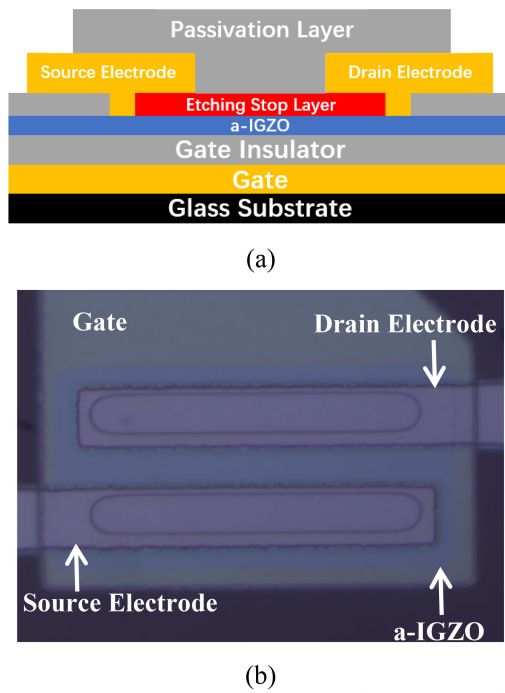 Passivation Layer
Source Electrode
Drain Electrode
Etching Stop Layer
a-IGZO
Gate Insulator
Gate
Glass Substrate
(a)
Gate
Drain Electrode
Source Electrode
a-IGZO
(b)